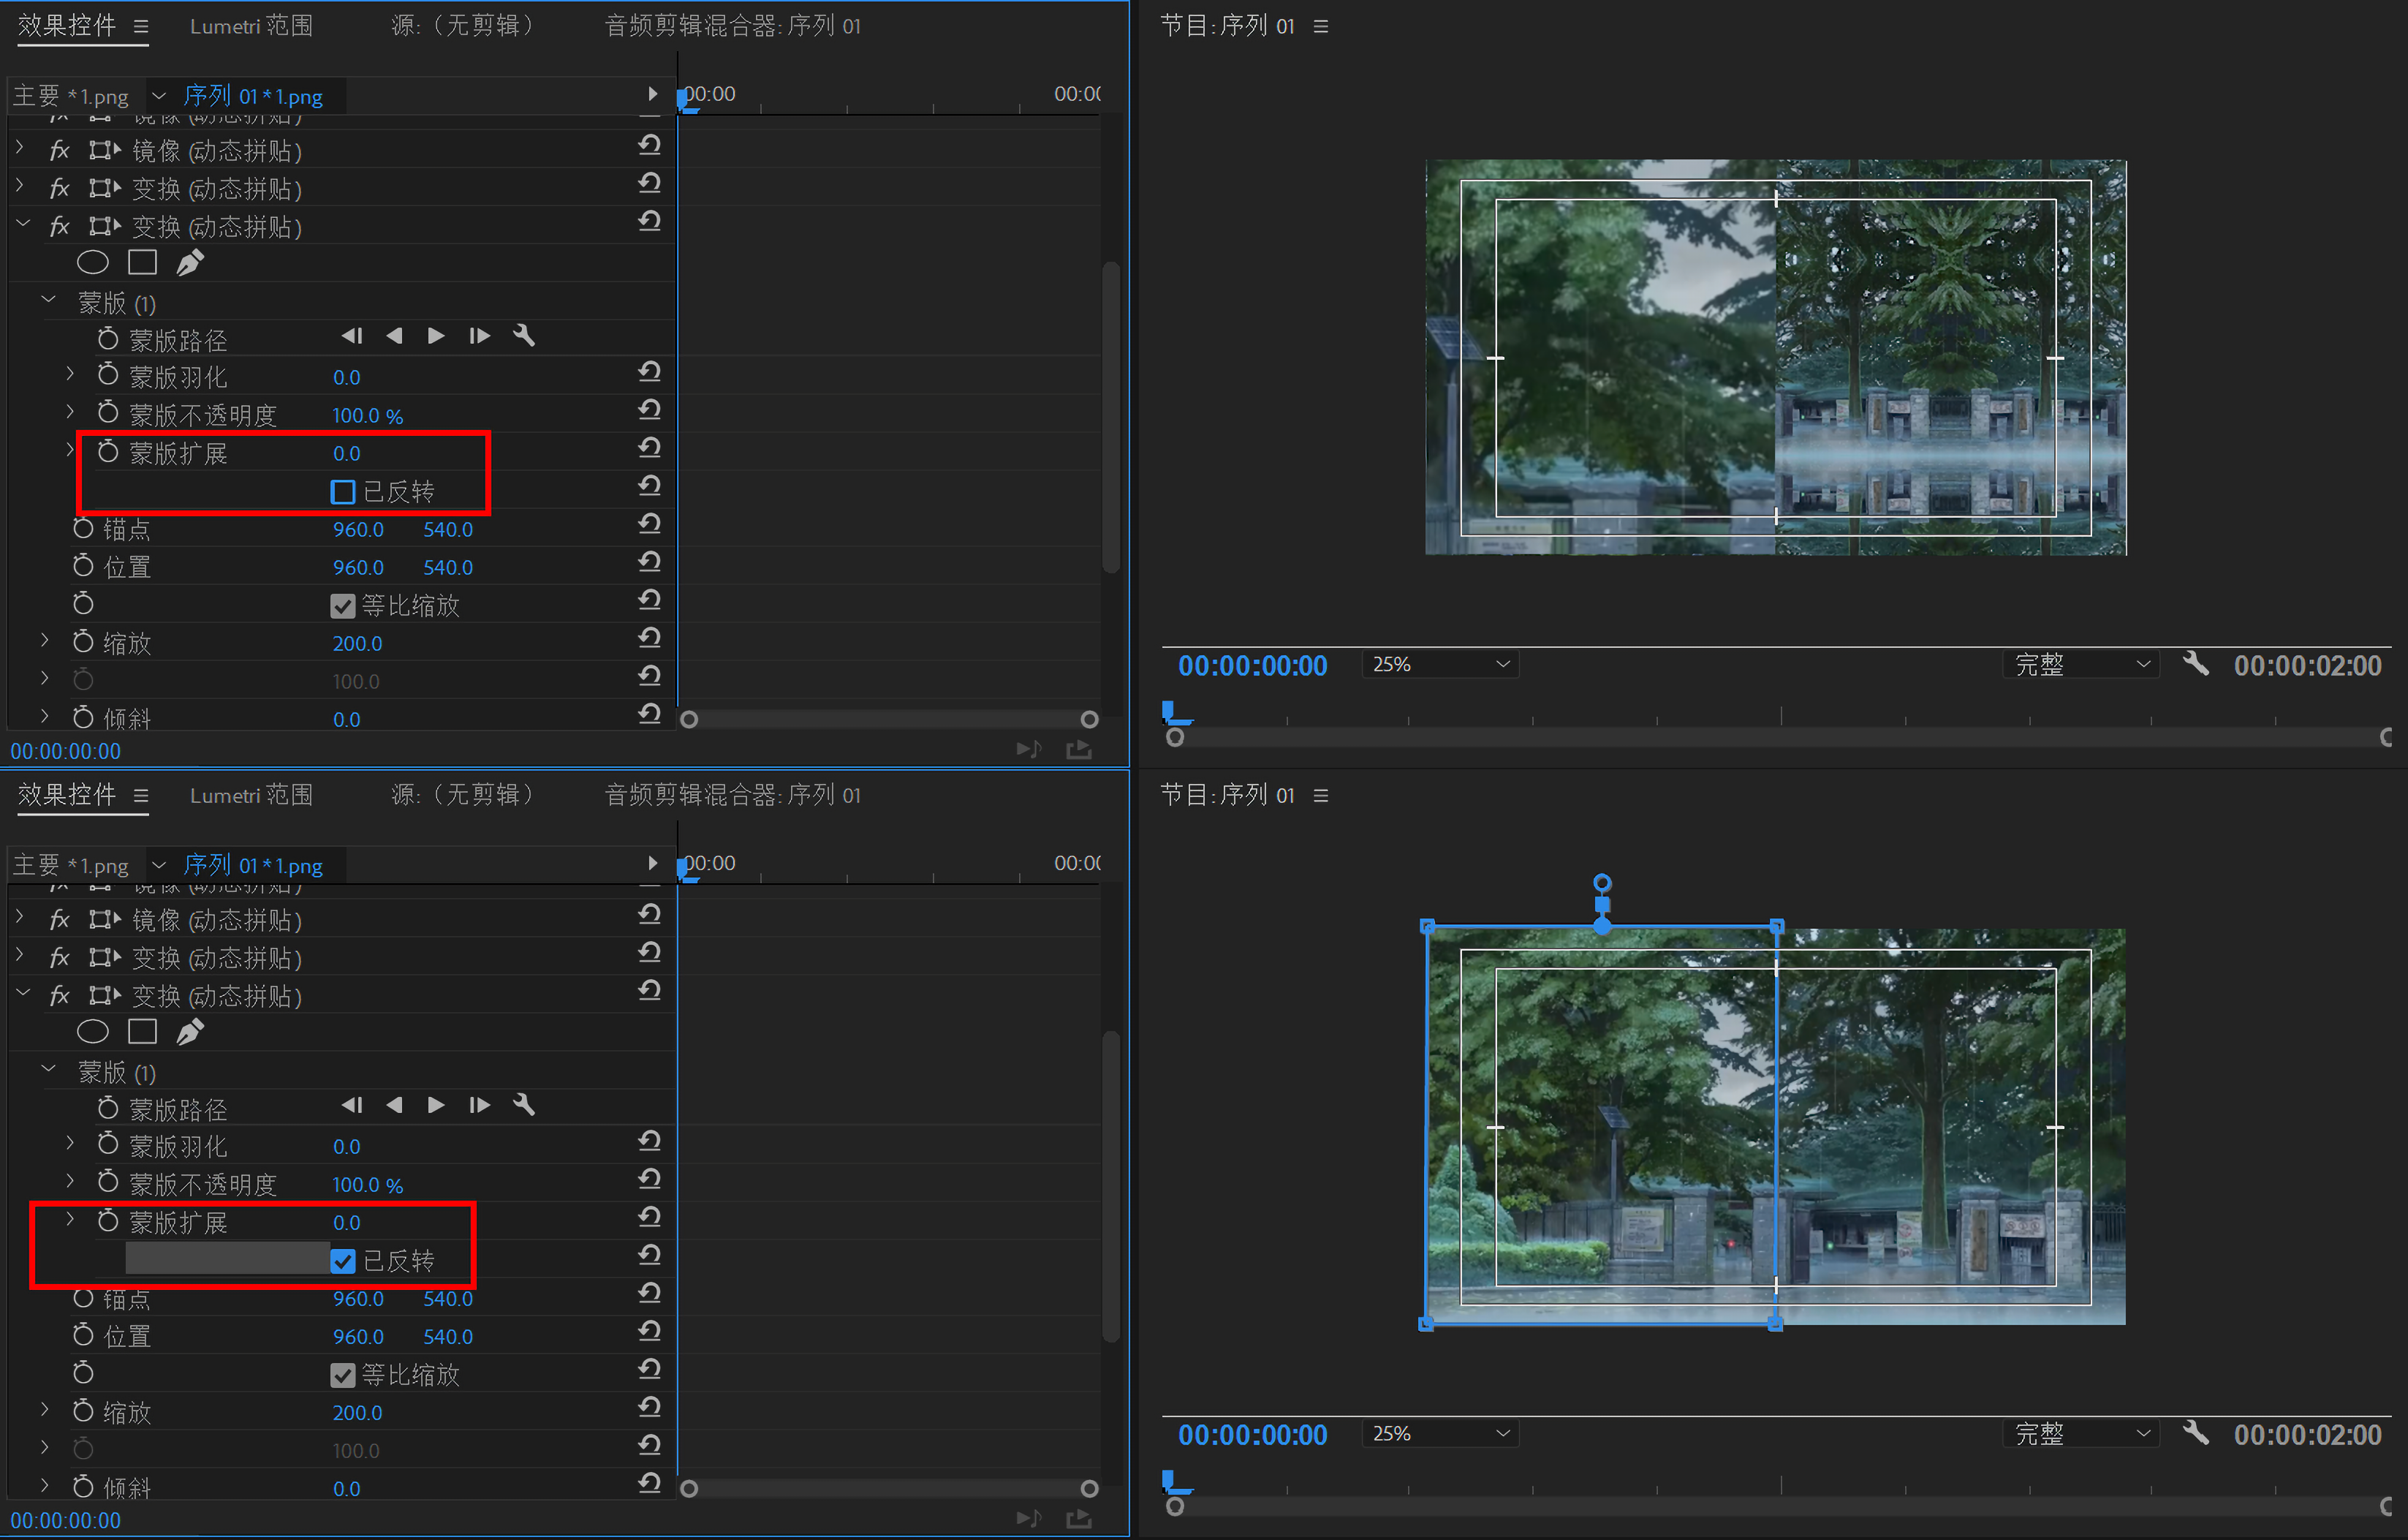 效果控件
Lumetri 范围
源:（无剪辑）
音频剪辑混合器: 序列 01
节目: 序列 01
主要 * 1.png
序列 01 * 1.png
00:00
镜像 (动态拼贴)
fx 镜像 (动态拼贴)
fx 变换 (动态拼贴)
fx 变换 (动态拼贴)
蒙版 (1)
蒙版路径
蒙版羽化 0.0
蒙版不透明度 100.0 %
蒙版扩展 0.0
已反转
锚点 960.0 540.0
位置 960.0 540.0
等比缩放
缩放 200.0
100.0
倾斜 0.0
00:00:00:00
00:00:00:00
25%
完整
00:00:02:00
效果控件
Lumetri 范围
源:（无剪辑）
音频剪辑混合器: 序列 01
节目: 序列 01
主要 * 1.png
序列 01 * 1.png
00:00
镜像 (动态拼贴)
fx 镜像 (动态拼贴)
fx 变换 (动态拼贴)
fx 变换 (动态拼贴)
蒙版 (1)
蒙版路径
蒙版羽化 0.0
蒙版不透明度 100.0 %
蒙版扩展 0.0
已反转
锚点 960.0 540.0
位置 960.0 540.0
等比缩放
缩放 200.0
100.0
倾斜 0.0
00:00:00:00
00:00:00:00
25%
完整
00:00:02:00